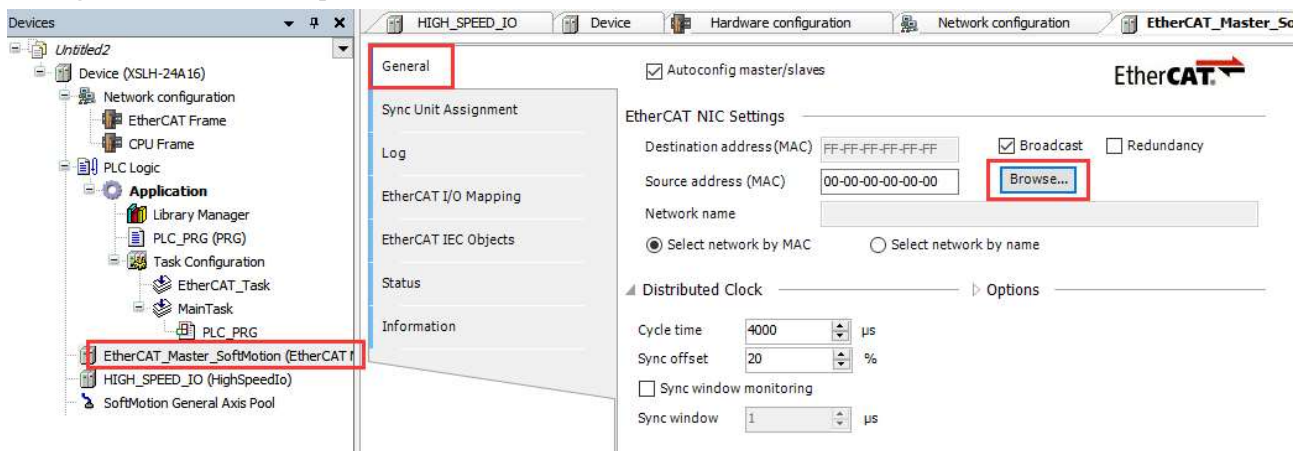 Devices
Untitled2
Device (XSLH-24A16)
Network configuration
EtherCAT Frame
CPU Frame
PLC Logic
Application
Library Manager
PLC_PRG (PRG)
Task Configuration
EtherCAT_Task
MainTask
PLC_PRG
EtherCAT_Master_SoftMotion (EtherCAT
HIGH_SPEED_IO (HighSpeedIo)
SoftMotion General Axis Pool
HIGH_SPEED_IO Device Hardware configuration Network configuration EtherCAT_Master_So
General
Sync Unit Assignment
Log
EtherCAT I/O Mapping
EtherCAT IEC Objects
Status
Information
Autoconfig master/slaves
EtherCAT
EtherCAT NIC Settings
Destination address (MAC) FF-FF-FF-FF-FF-FF Broadcast Redundancy
Source address (MAC) 00-00-00-00-00-00 Browse...
Network name
Select network by MAC Select network by name
Distributed Clock Options
Cycle time 4000 µs
Sync offset 20 %
Sync window monitoring
Sync window 1 µs